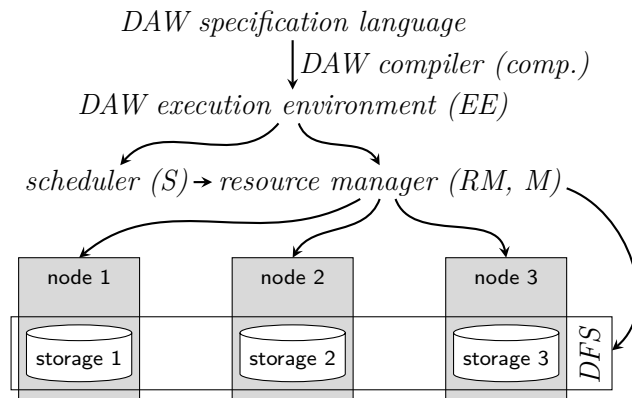 DAW specification language
DAW compiler (comp.)
DAW execution environment (EE)
scheduler (S)
resource manager (RM, M)
node 1
node 2
node 3
storage 1
storage 2
storage 3
DFS